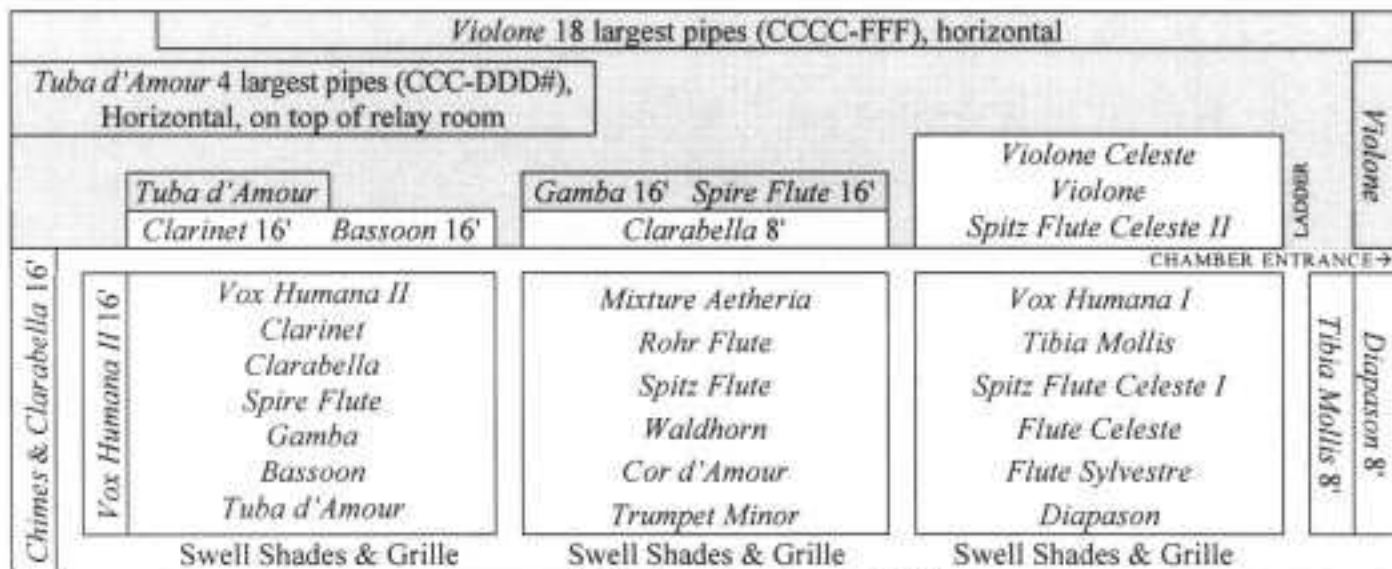 Violone 18 largest pipes (CCCC-FFF), horizontal
Tuba d'Amour 4 largest pipes (CCC-DDD#),
Horizontal, on top of relay room
Violone
Tuba d'Amour
Clarinet 16' Bassoon 16'
Gamba 16' Spire Flute 16'
Clarabella 8'
Violone Celeste
Violone
Spitz Flute Celeste II
LADDER
CHAMBER ENTRANCE→
Chimes & Clarabella 16'
Vox Humana II 16'
Vox Humana II
Clarinet
Clarabella
Spire Flute
Gamba
Bassoon
Tuba d'Amour
Mixture Aetheria
Rohr Flute
Spitz Flute
Waldhorn
Cor d'Amour
Trumpet Minor
Vox Humana I
Tibia Mollis
Spitz Flute Celeste I
Flute Celeste
Flute Sylvestre
Diapason
Tibia Mollis 8'
Diapason 8'
Swell Shades & Grille
Swell Shades & Grille
Swell Shades & Grille